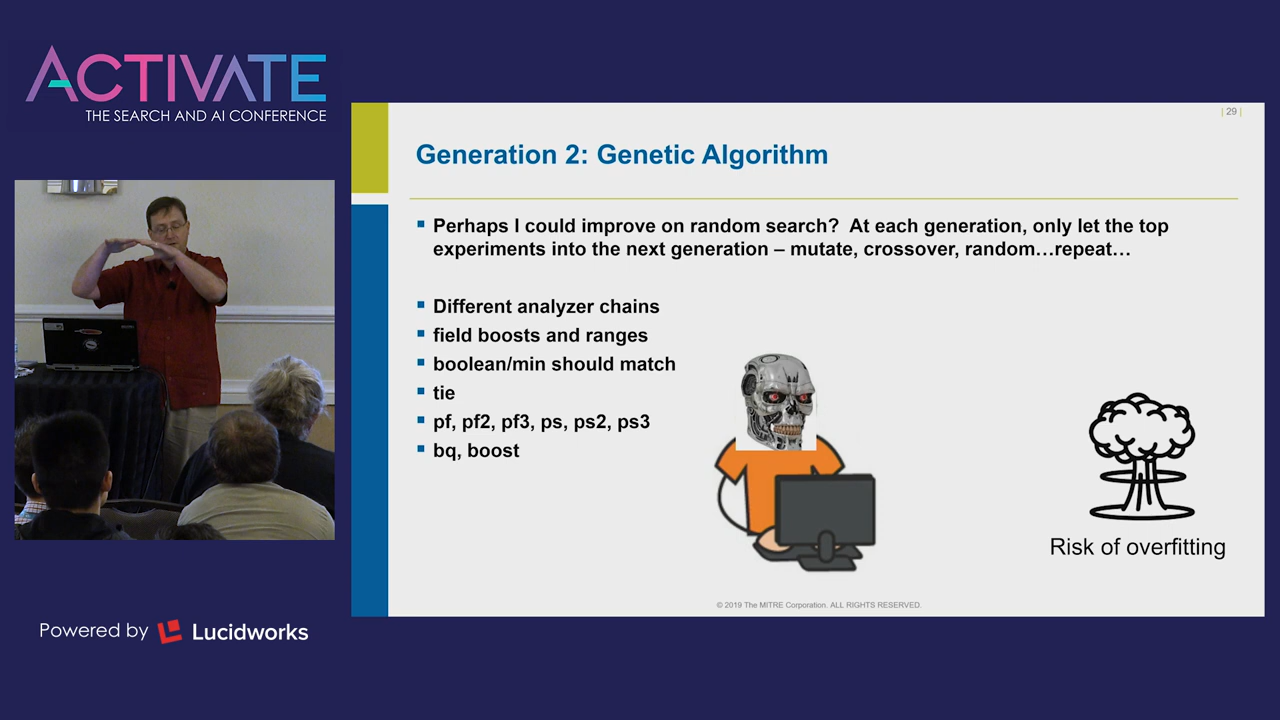 ACTIVATE
THE SEARCH AND AI CONFERENCE
| 29 |
Generation 2: Genetic Algorithm
Perhaps I could improve on random search? At each generation, only let the top
experiments into the next generation – mutate, crossover, random…repeat…
Different analyzer chains
field boosts and ranges
boolean/min should match
tie
pf, pf2, pf3, ps, ps2, ps3
bq, boost
Risk of overfitting
© 2019 The MITRE Corporation. ALL RIGHTS RESERVED.
Powered by Lucidworks